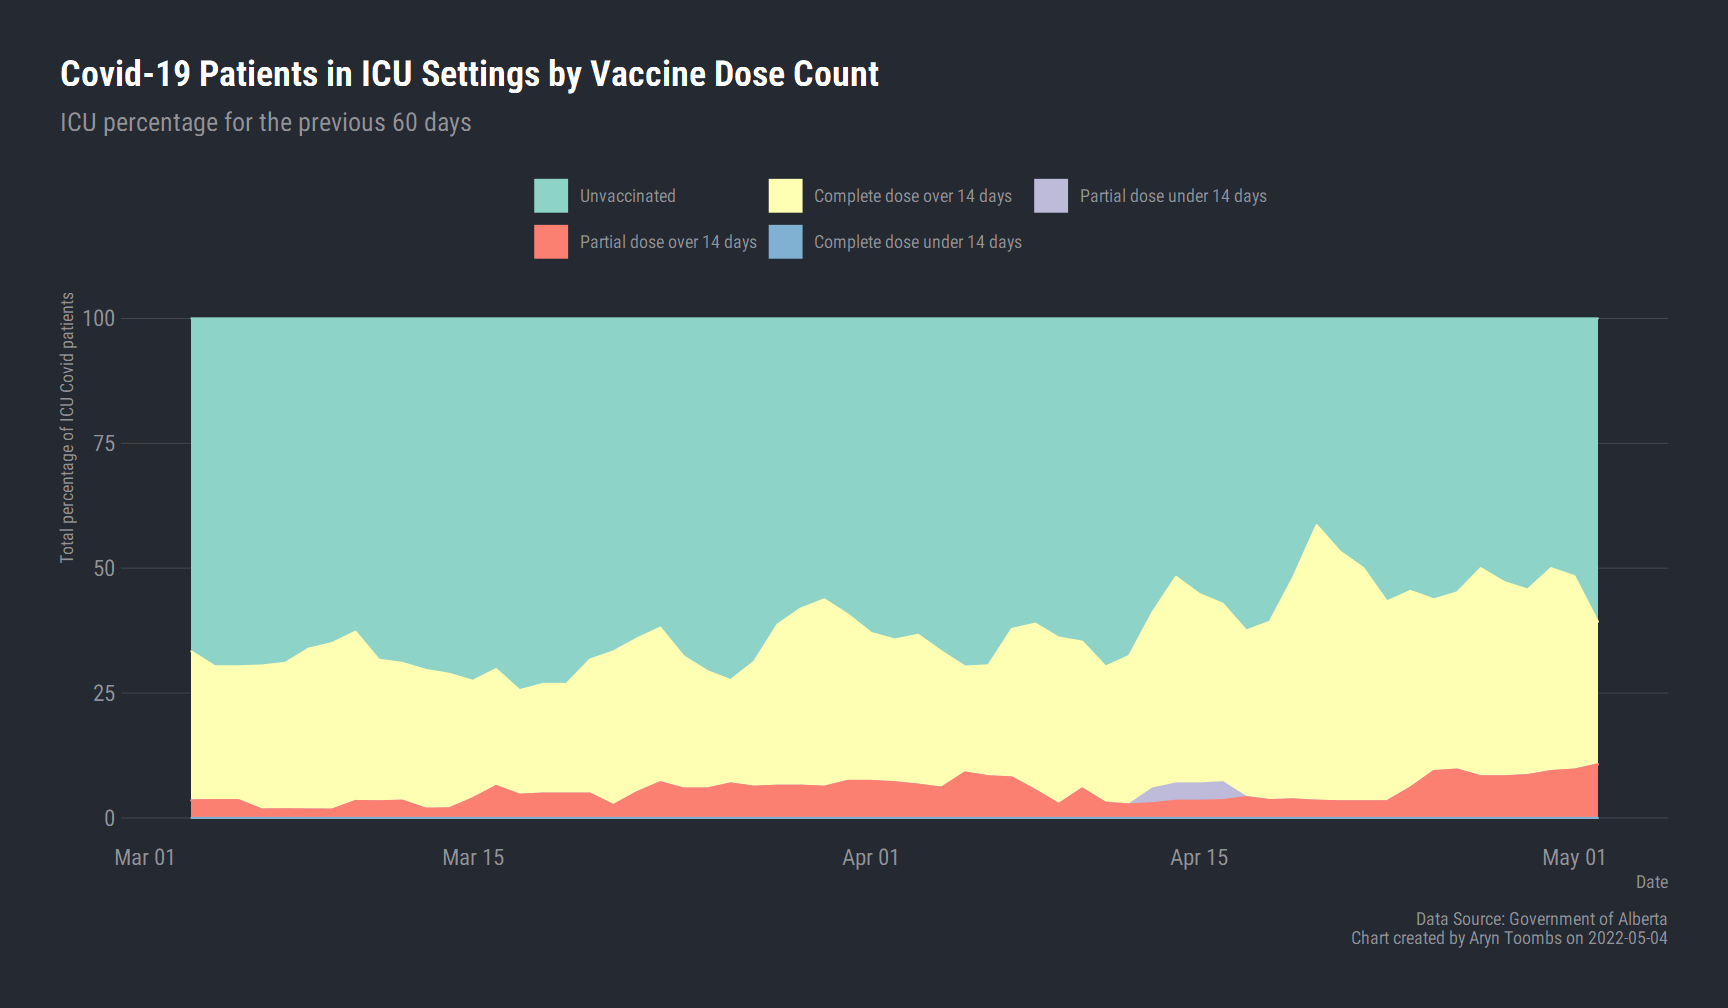 Covid-19 Patients in ICU Settings by Vaccine Dose Count
ICU percentage for the previous 60 days
Unvaccinated
Complete dose over 14 days
Partial dose under 14 days
Partial dose over 14 days
Complete dose under 14 days
Total percentage of ICU Covid patients
100
75
50
25
0
Mar 01
Mar 15
Apr 01
Apr 15
May 01
Date
Data Source: Government of Alberta
Chart created by Aryn Toombs on 2022-05-04